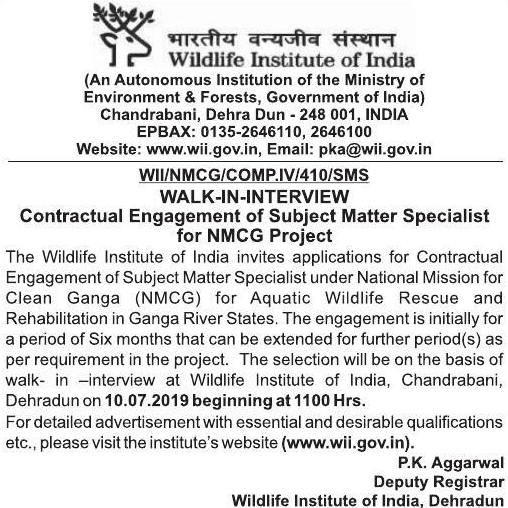 भारतीय वन्यजीव संस्थान
Wildlife Institute of India
(An Autonomous Institution of the Ministry of
Environment & Forests, Government of India)
Chandrabani, Dehra Dun - 248 001, INDIA
EPBAX: 0135-2646110, 2646100
Website: www.wii.gov.in, Email: pka@wii.gov.in
WII/NMCG/COMP.IV/410/SMS
WALK-IN-INTERVIEW
Contractual Engagement of Subject Matter Specialist
for NMCG Project
The Wildlife Institute of India invites applications for Contractual
Engagement of Subject Matter Specialist under National Mission for
Clean Ganga (NMCG) for Aquatic Wildlife Rescue and
Rehabilitation in Ganga River States. The engagement is initially for
a period of Six months that can be extended for further period(s) as
per requirement in the project. The selection will be on the basis of
walk- in –interview at Wildlife Institute of India, Chandrabani,
Dehradun on 10.07.2019 beginning at 1100 Hrs.
For detailed advertisement with essential and desirable qualifications
etc., please visit the institute's website (www.wii.gov.in).
P.K. Aggarwal
Deputy Registrar
Wildlife Institute of India, Dehradun